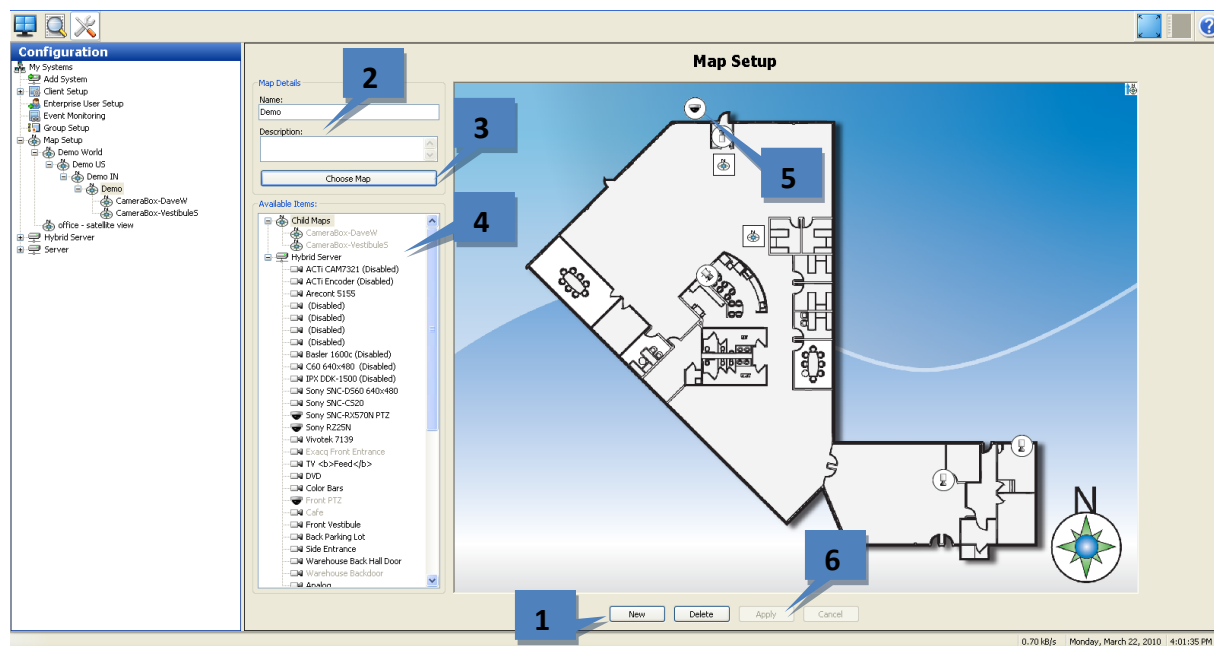 Configuration
My Systems
Add System
Client Setup
Enterprise User Setup
Event Monitoring
Group Setup
Map Setup
Demo World
Demo US
Demo IN
Demo
CameraBox-DaveW
CameraBox-VestibuleS
office - satellite view
Hybrid Server
Server
Map Setup
Map Details
Name:
Demo
Description:
Choose Map
Available Items:
Child Maps
CameraBox-DaveW
CameraBox-VestibuleS
Hybrid Server
ACTi CAM7321 (Disabled)
ACTi Encoder (Disabled)
Arecont 5155
(Disabled)
(Disabled)
(Disabled)
(Disabled)
Basler 1600c (Disabled)
C60 640x480 (Disabled)
IPX DDK-1500 (Disabled)
Sony SNC-DS60 640x480
Sony SNC-CS20
Sony SNC-RX570N PTZ
Sony RZ25N
Vivotek 7139
Exacq Front Entrance
TV <b>Feed</b>
DVD
Color Bars
Front PTZ
Cafe
Front Vestibule
Back Parking Lot
Side Entrance
Warehouse Back Hall Door
Warehouse Backdoor
Analog
2
3
4
5
6
1
N
New
Delete
Apply
Cancel
0.70 kB/s
Monday, March 22, 2010
4:01:35 PM